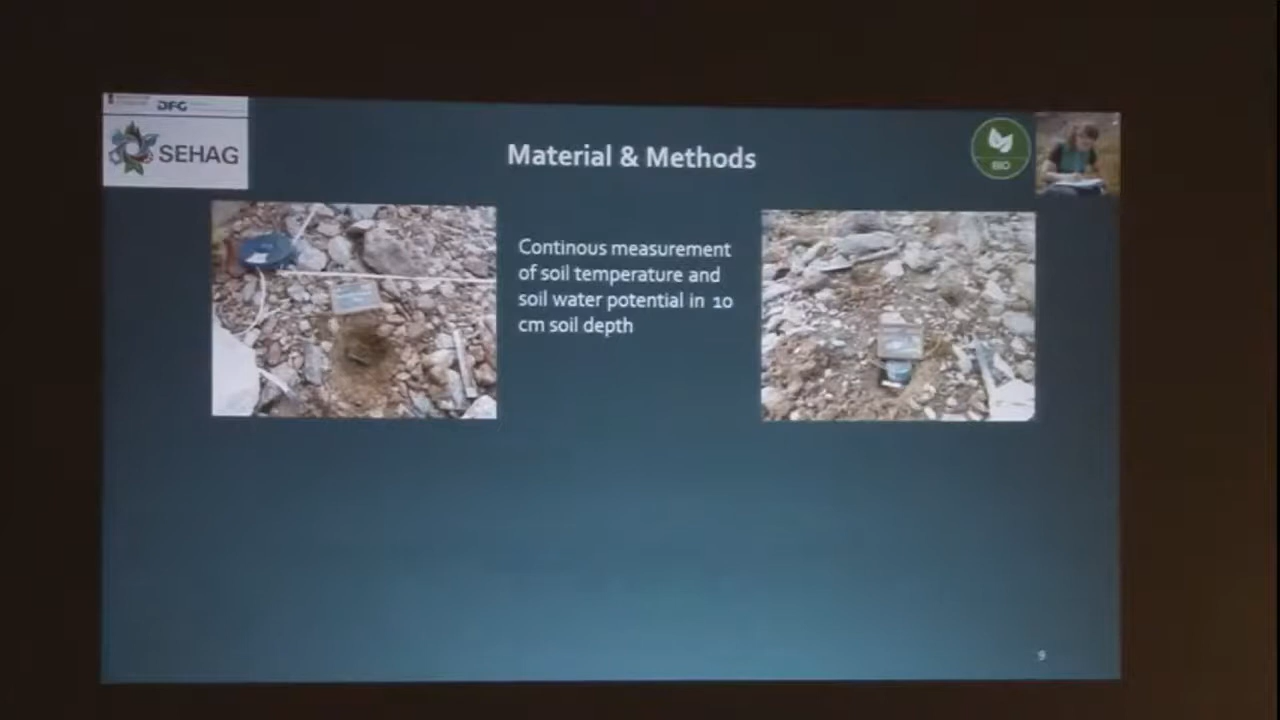 DFG
SEHAG
Material & Methods
BIO
Continous measurement
of soil temperature and
soil water potential in 10
cm soil depth
9